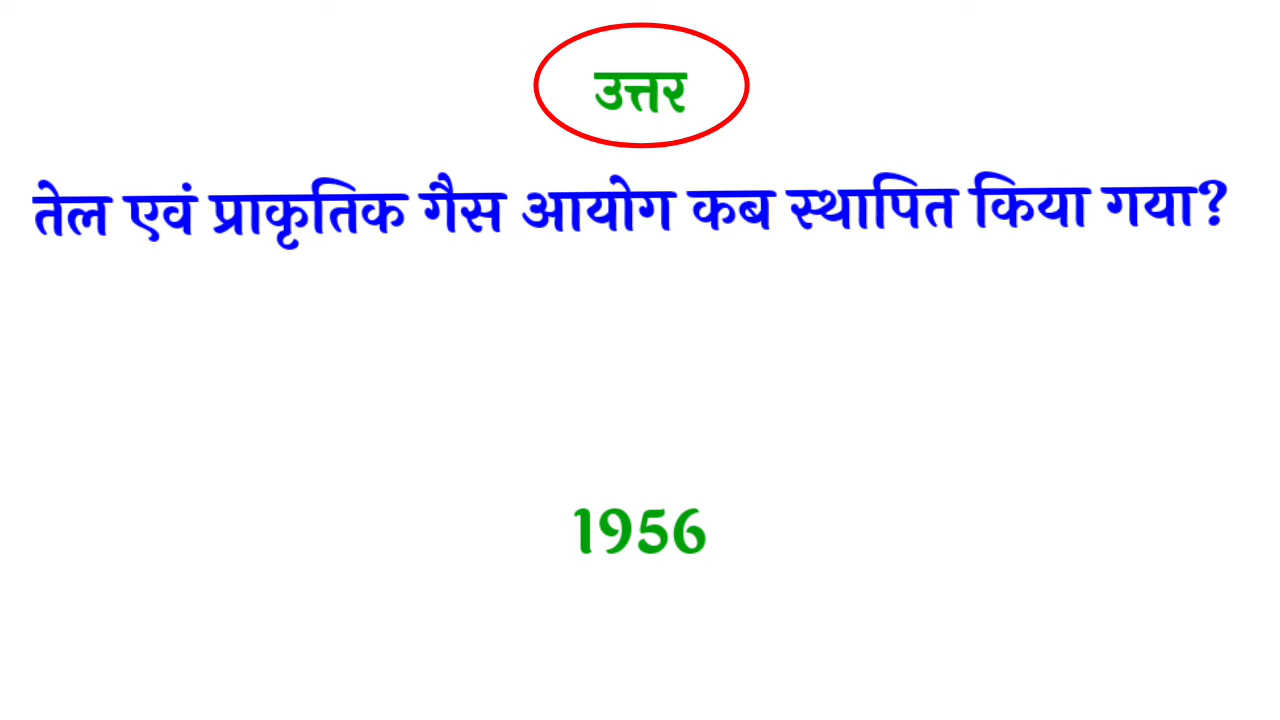 उत्तर
तेल एवं प्राकृतिक गैस आयोग कब स्थापित किया गया?
1956